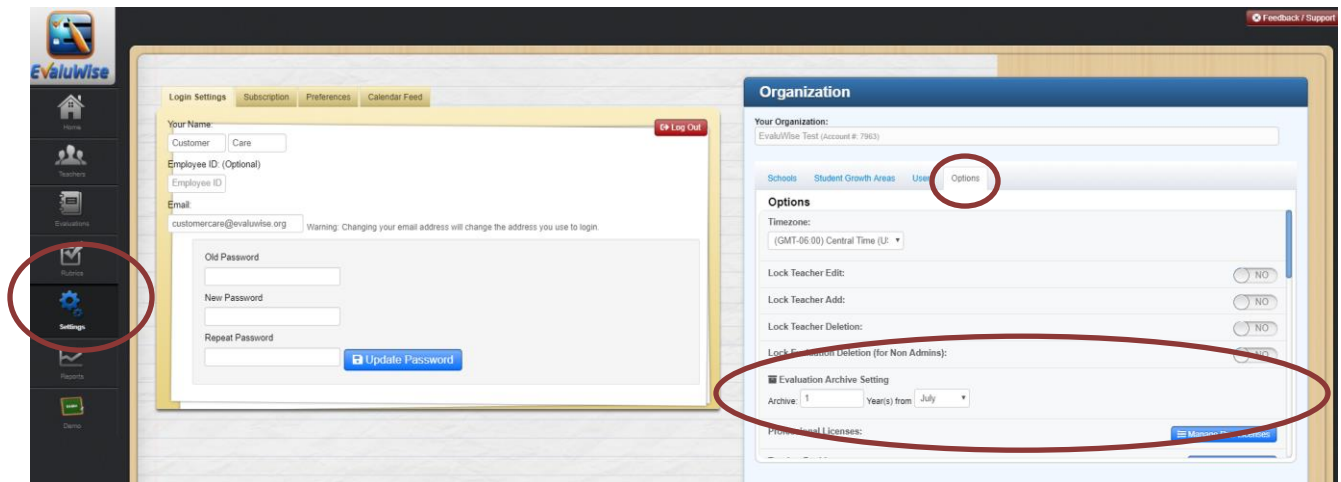 Feedback / Support
EvaluWise
Home
Teachers
Evaluations
Rubrics
Settings
Reports
Demo
Login Settings Subscription Preferences Calendar Feed
Your Name:
Log Out
Customer Care
Employee ID: (Optional)
Employee ID
Email:
customercare@evaluwise.org Warning: Changing your email address will change the address you use to login.
Old Password
New Password
Repeat Password
Update Password
Organization
Your Organization:
EvaluWise Test (Account #: 7963)
Schools Student Growth Areas Options
Options
Timezone:
(GMT-06:00) Central Time (U
Lock Teacher Edit: NO
Lock Teacher Add: NO
Lock Teacher Deletion: NO
Lock Evaluation Deletion (for Non Admins): NO
Evaluation Archive Setting
Archive: 1 Year(s) from July
Professional Licenses: Manage Licenses